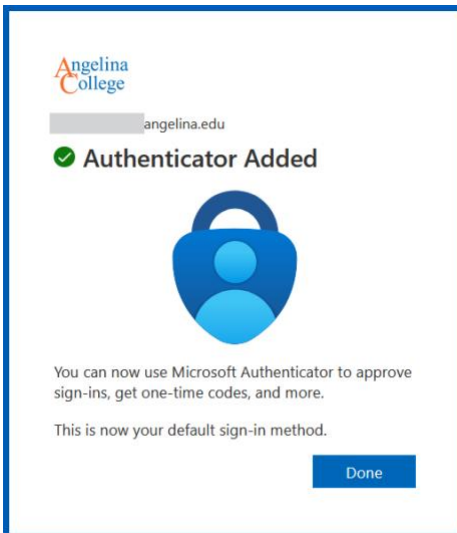 Angelina
College
angelina.edu
Authenticator Added
You can now use Microsoft Authenticator to approve
sign-ins, get one-time codes, and more.
This is now your default sign-in method.
Done